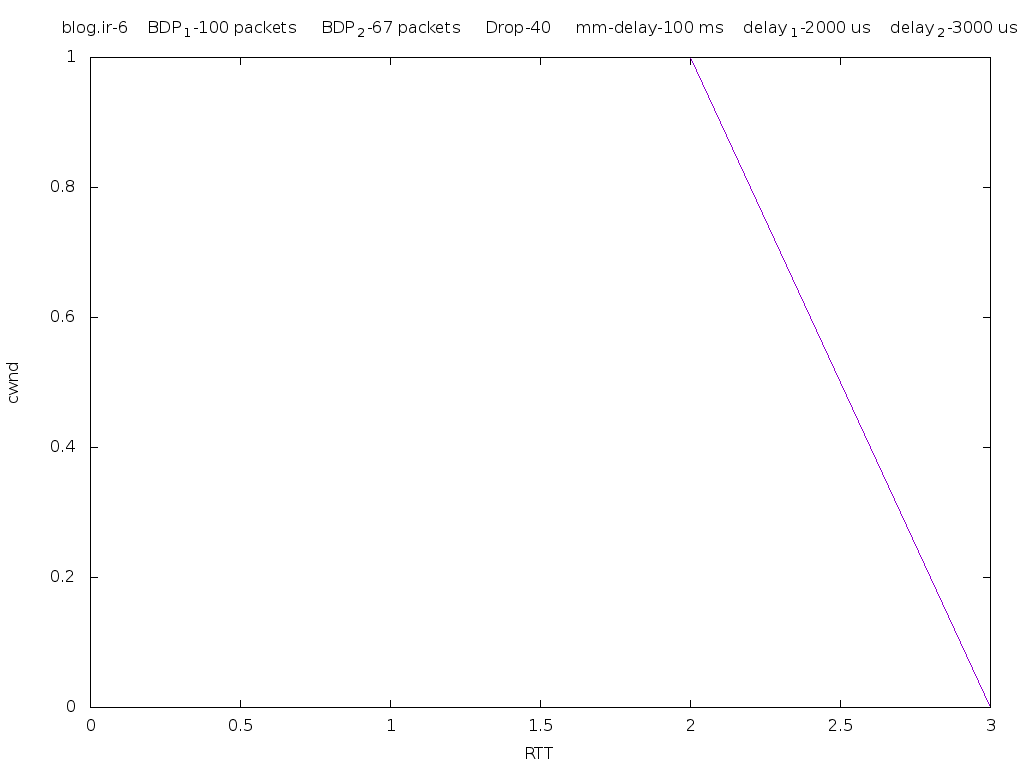 blog.ir-6 BDP1-100 packets BDP2-67 packets Drop-40 mm-delay-100 ms delay1-2000 us delay2-3000 us
1
0.8
0.6
0.4
0.2
0
cwnd
0 0.5 1 1.5 2 2.5 3
RTT